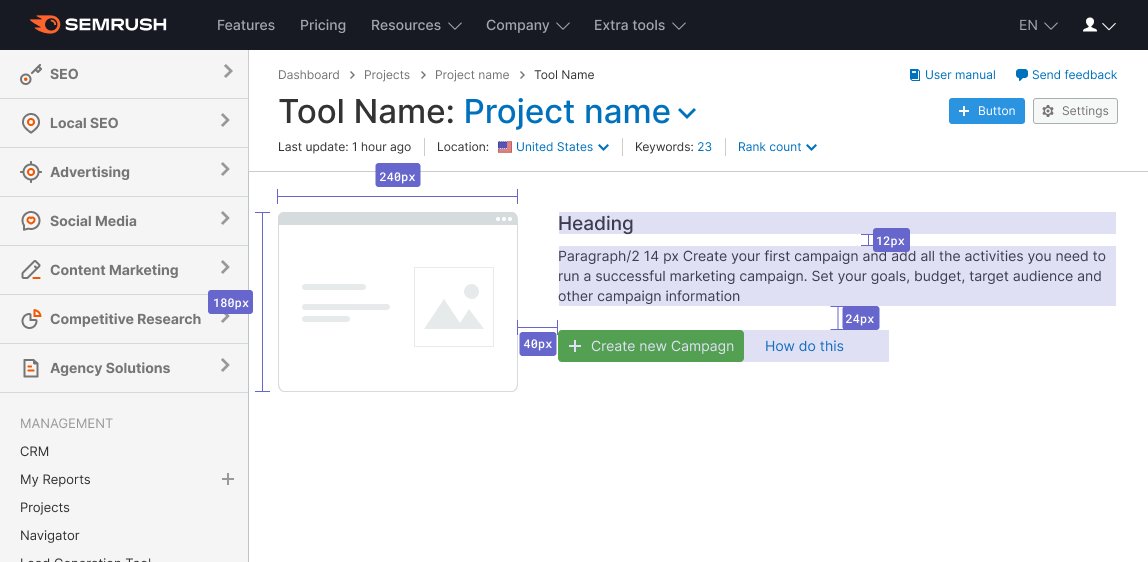 SEMRUSH Features Pricing Resources Company Extra tools EN
SEO
Local SEO
Advertising
Social Media
Content Marketing
Competitive Research
Agency Solutions
MANAGEMENT
CRM
My Reports
Projects
Navigator
Dashboard Projects Project name Tool Name User manual Send feedback
Tool Name: Project name Button Settings
Last update: 1 hour ago Location: United States Keywords: 23 Rank count
240px
180px
40px
Heading
12px
Paragraph/2 14 px Create your first campaign and add all the activities you need to
run a successful marketing campaign. Set your goals, budget, target audience and
other campaign information
24px
Create new Campagn How do this